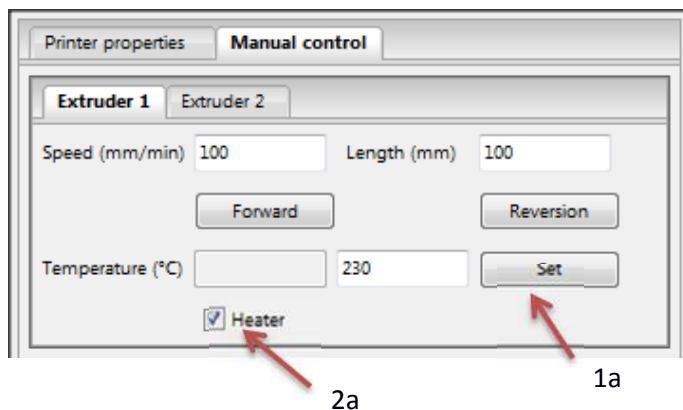 Printer properties Manual control
Extruder 1 Extruder 2
Speed (mm/min) 100 Length (mm) 100
Forward Reversion
Temperature (°C) 230 Set
Heater
1a
2a